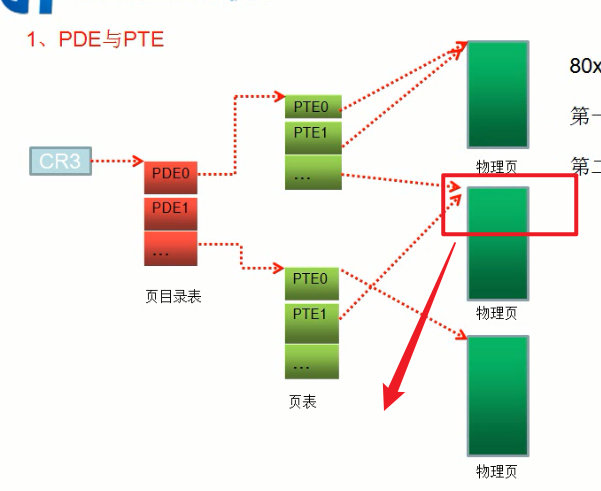 1、PDE与PTE
80x
第一
第二
CR3
PDE0
PDE1
...
页目录表
PTE0
PTE1
...
PTE0
PTE1
...
页表
物理页
物理页
物理页